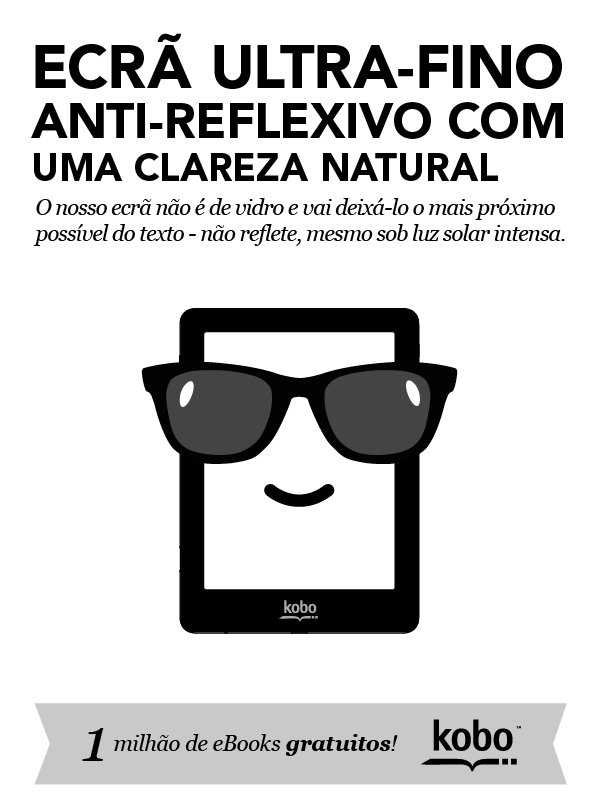 ECRÃ ULTRA-FINO
ANTI-REFLEXIVO COM
UMA CLAREZA NATURAL
O nosso ecrã não é de vidro e vai deixá-lo o mais próximo
possível do texto - não reflete, mesmo sob luz solar intensa.
kobo
1 milhão de eBooks gratuitos!
kobo™